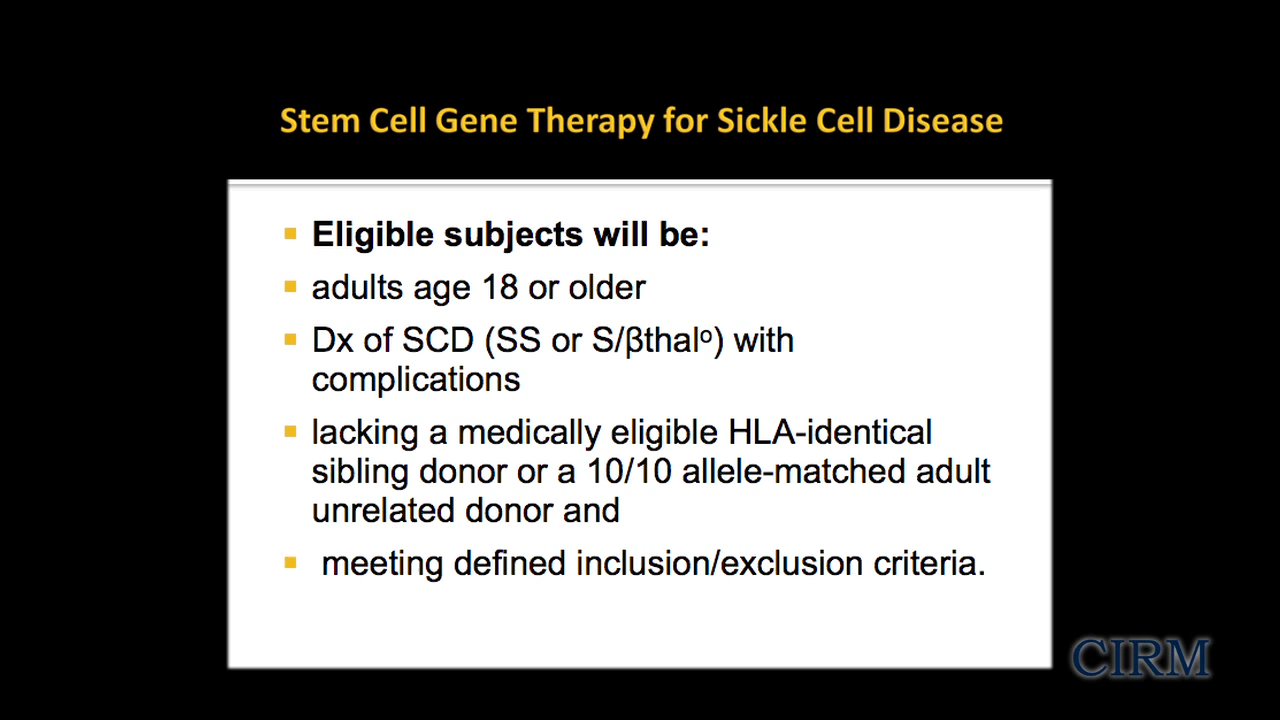 Stem Cell Gene Therapy for Sickle Cell Disease
▪ Eligible subjects will be:
▪ adults age 18 or older
▪ Dx of SCD (SS or S/βthalº) with
complications
▪ lacking a medically eligible HLA-identical
sibling donor or a 10/10 allele-matched adult
unrelated donor and
▪ meeting defined inclusion/exclusion criteria.
CIRM